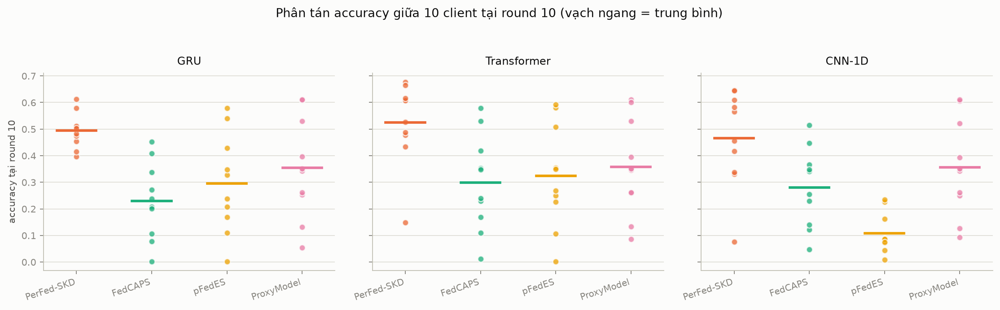 Phân tán accuracy giữa 10 client tại round 10 (vạch ngang = trung bình)
GRU
Transformer
CNN-1D
accuracy tại round 10
0.7
0.6
0.5
0.4
0.3
0.2
0.1
0.0
PerFed-SKD
FedCAPS
pFedES
ProxyModel
PerFed-SKD
FedCAPS
pFedES
ProxyModel
PerFed-SKD
FedCAPS
pFedES
ProxyModel